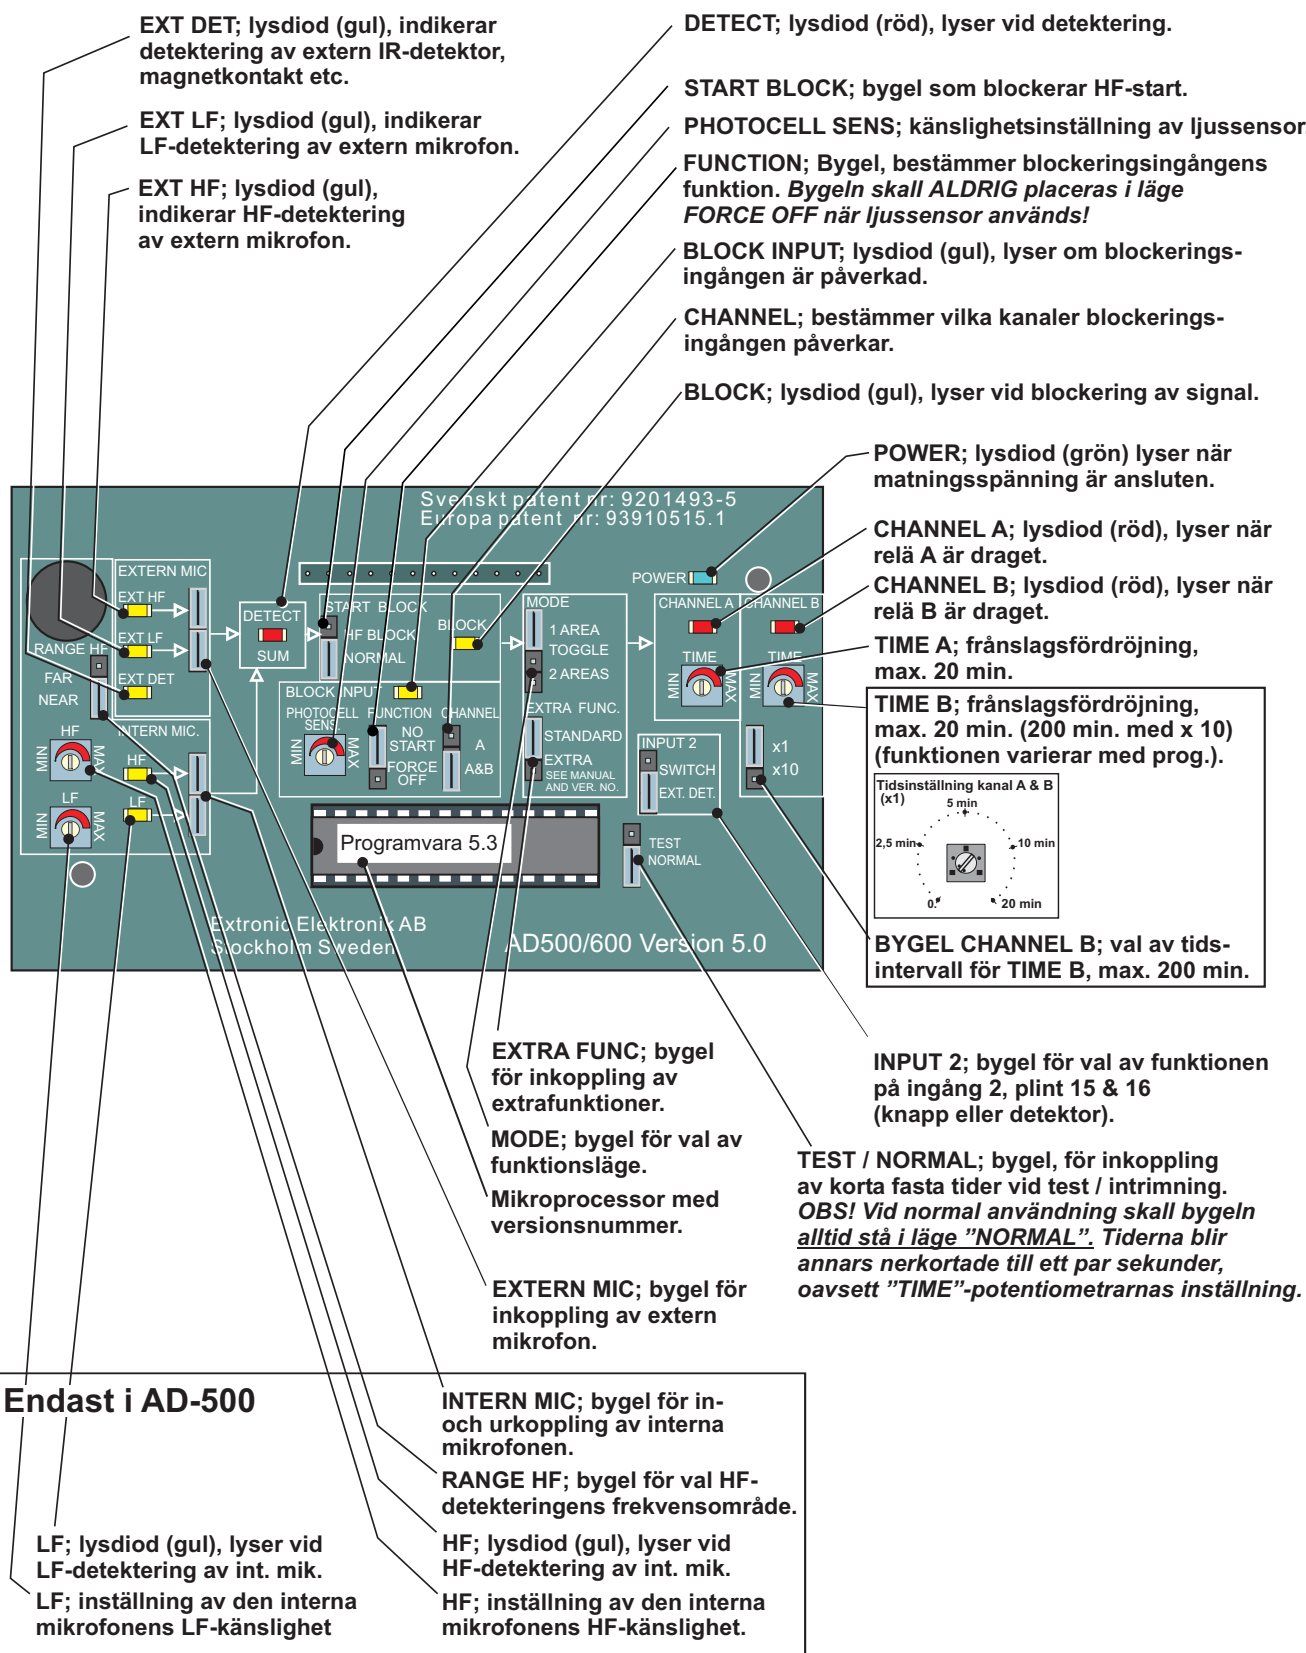 EXT DET; lysdiod (gul), indikerar
detektering av extern IR-detektor,
magnetkontakt etc.
EXT LF; lysdiod (gul), indikerar
LF-detektering av extern mikrofon.
EXT HF; lysdiod (gul),
indikerar HF-detektering
av extern mikrofon.
DETECT; lysdiod (röd), lyser vid detektering.
START BLOCK; bygel som blockerar HF-start.
PHOTOCELL SENS; känslighetsinställning av ljussensor.
FUNCTION; Bygel, bestämmer blockeringsingångens
funktion. Bygeln skall ALDRIG placeras i läge
FORCE OFF när ljussensor används!
BLOCK INPUT; lysdiod (gul), lyser om blockerings-
ingången är påverkad.
CHANNEL; bestämmer vilka kanaler blockerings-
ingången påverkar.
BLOCK; lysdiod (gul), lyser vid blockering av signal.
POWER; lysdiod (grön) lyser när
matningsspänning är ansluten.
CHANNEL A; lysdiod (röd), lyser när
relä A är draget.
CHANNEL B; lysdiod (röd), lyser när
relä B är draget.
TIME A; frånslagsfördröjning,
max. 20 min.
TIME B; frånslagsfördröjning,
max. 20 min. (200 min. med x 10)
(funktionen varierar med prog.).
Tidsinställning kanal A & B
(x1)
5 min
2,5 min
10 min
0.
20 min
BYGEL CHANNEL B; val av tids-
intervall för TIME B, max. 200 min.
Svenskt patent nr: 9201493-5
Europa patent nr: 93910515.1
EXTERN MIC
EXT HF
EXT LF
EXT DET
RANGE HF
FAR
NEAR
HF
MIN
MAX
LF
MIN
MAX
INTERN MIC.
HF
LF
DETECT
SUM
START BLOCK
HF BLOCK
NORMAL
BLOCK
BLOCK INPUT
PHOTOCELL
SENS.
MIN
MAX
FUNCTION
NO
START
FORCE
OFF
CHANNEL
A
A&B
MODE
1 AREA
TOGGLE
2 AREAS
EXTRA FUNC.
STANDARD
EXTRA
SEE MANUAL
AND VER. NO.
POWER
CHANNEL A
TIME
MIN
MAX
CHANNEL B
TIME
MIN
MAX
x1
x10
INPUT 2
SWITCH
EXT. DET.
TEST
NORMAL
Programvara 5.3
Extronic Elektronik AB
Stockholm Sweden
AD500/600 Version 5.0
EXTRA FUNC; bygel
för inkoppling av
extrafunktioner.
MODE; bygel för val av
funktionsläge.
Mikroprocessor med
versionsnummer.
EXTERN MIC; bygel för
inkoppling av extern
mikrofon.
INPUT 2; bygel för val av funktionen
på ingång 2, plint 15 & 16
(knapp eller detektor).
TEST / NORMAL; bygel, för inkoppling
av korta fasta tider vid test / intrimning.
OBS! Vid normal användning skall bygeln
alltid stå i läge ”NORMAL”. Tiderna blir
annars nerkortade till ett par sekunder,
oavsett ”TIME”-potentiometrarnas inställning.
Endast i AD-500
INTERN MIC; bygel för in-
och urkoppling av interna
mikrofonen.
RANGE HF; bygel för val HF-
detekteringens frekvensområde.
HF; lysdiod (gul), lyser vid
HF-detektering av int. mik.
HF; inställning av den interna
mikrofonens HF-känslighet.
LF; lysdiod (gul), lyser vid
LF-detektering av int. mik.
LF; inställning av den interna
mikrofonens LF-känslighet